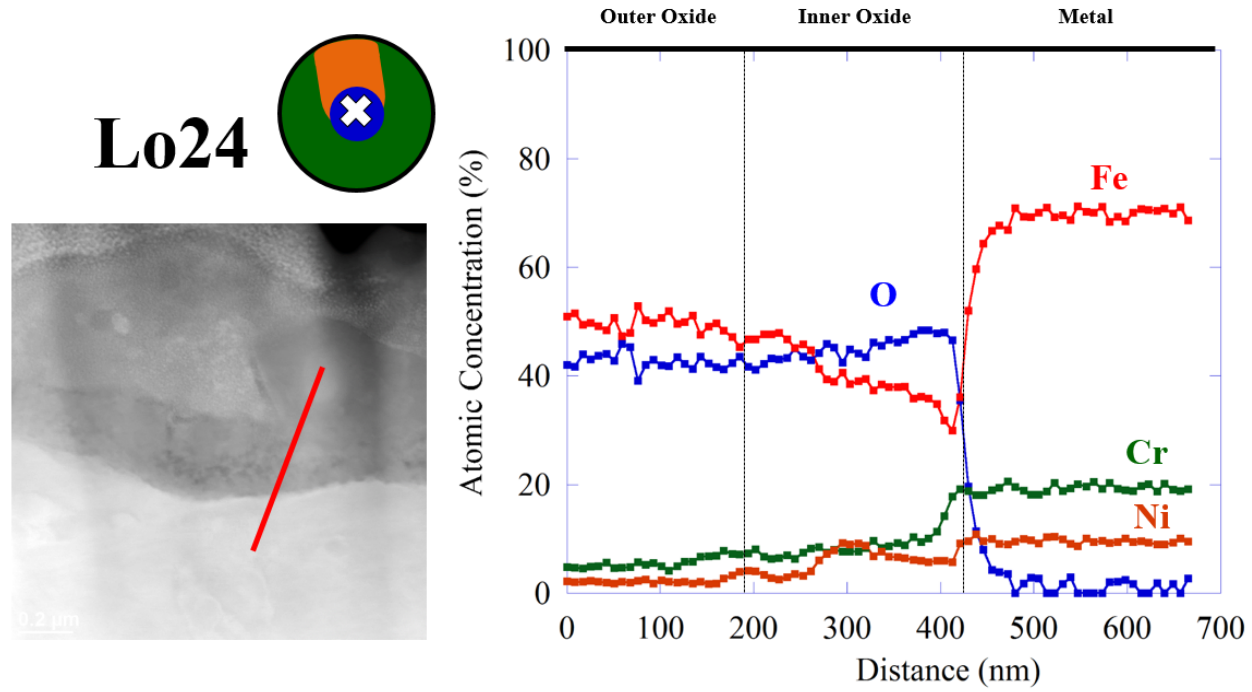 Lo24
0.2 µm
Outer Oxide Inner Oxide Metal
Atomic Concentration (%)
100
80
60
40
20
0
Fe
O
Cr
Ni
0 100 200 300 400 500 600 700
Distance (nm)